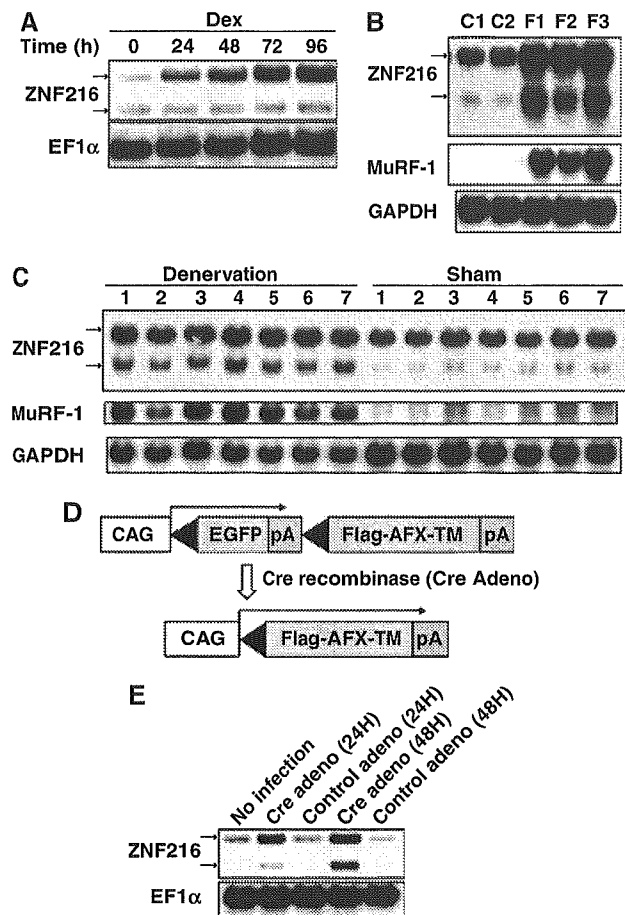 A
Dex
Time (h) 0 24 48 72 96
ZNF216
EF1α
B
C1 C2 F1 F2 F3
ZNF216
MuRF-1
GAPDH
C
Denervation Sham
1 2 3 4 5 6 7 1 2 3 4 5 6 7
ZNF216
MuRF-1
GAPDH
D
CAG EGFP pA Flag-AFX-TM pA
Cre recombinase (Cre Adeno)
CAG Flag-AFX-TM pA
E
No infection
Cre adeno (24H)
Control adeno (24H)
Cre adeno (48H)
Control adeno (48H)
ZNF216
EF1α